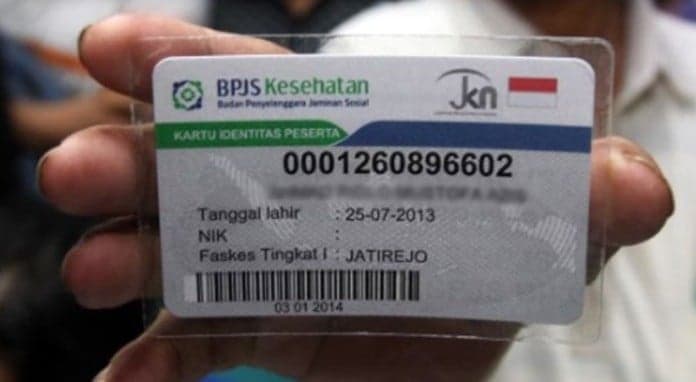 BPJS Kesehatan
Badan Penyelenggara Jaminan Sosial
jkn
KARTU IDENTITAS PESERTA
0001260896602
Tanggal lahir : 25-07-2013
NIK :
Faskes Tingkat I : JATIREJO
03 01 2014